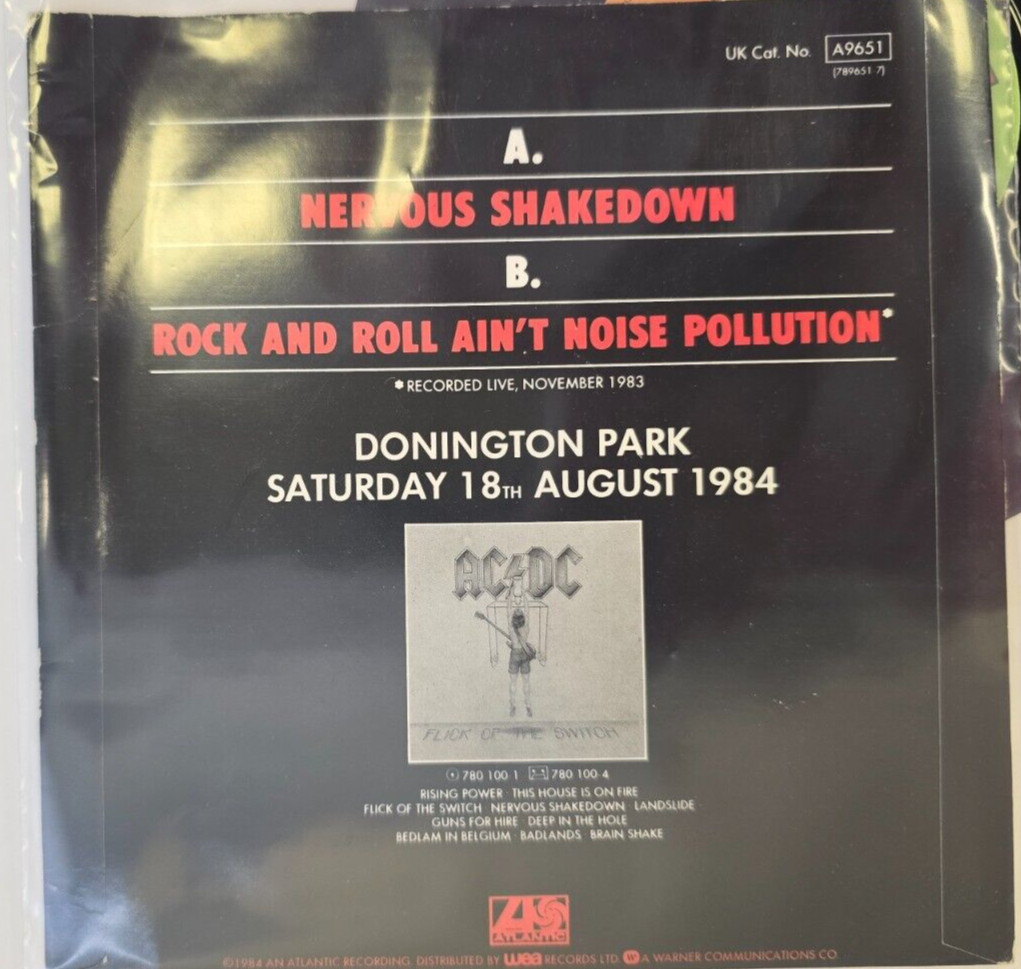 UK Cat. No. A9651
(789651 7)
A.
NERVOUS SHAKEDOWN
B.
ROCK AND ROLL AIN'T NOISE POLLUTION*
*RECORDED LIVE, NOVEMBER 1983
DONINGTON PARK
SATURDAY 18TH AUGUST 1984
AC/DC
FLICK OF THE SWITCH
780 100 1 780 100 4
RISING POWER · THIS HOUSE IS ON FIRE
FLICK OF THE SWITCH · NERVOUS SHAKEDOWN · LANDSLIDE
GUNS FOR HIRE · DEEP IN THE HOLE
BEDLAM IN BELGIUM · BADLANDS · BRAIN SHAKE
ATLANTIC
©1984 AN ATLANTIC RECORDING. DISTRIBUTED BY wea RECORDS LTD. W A WARNER COMMUNICATIONS CO.